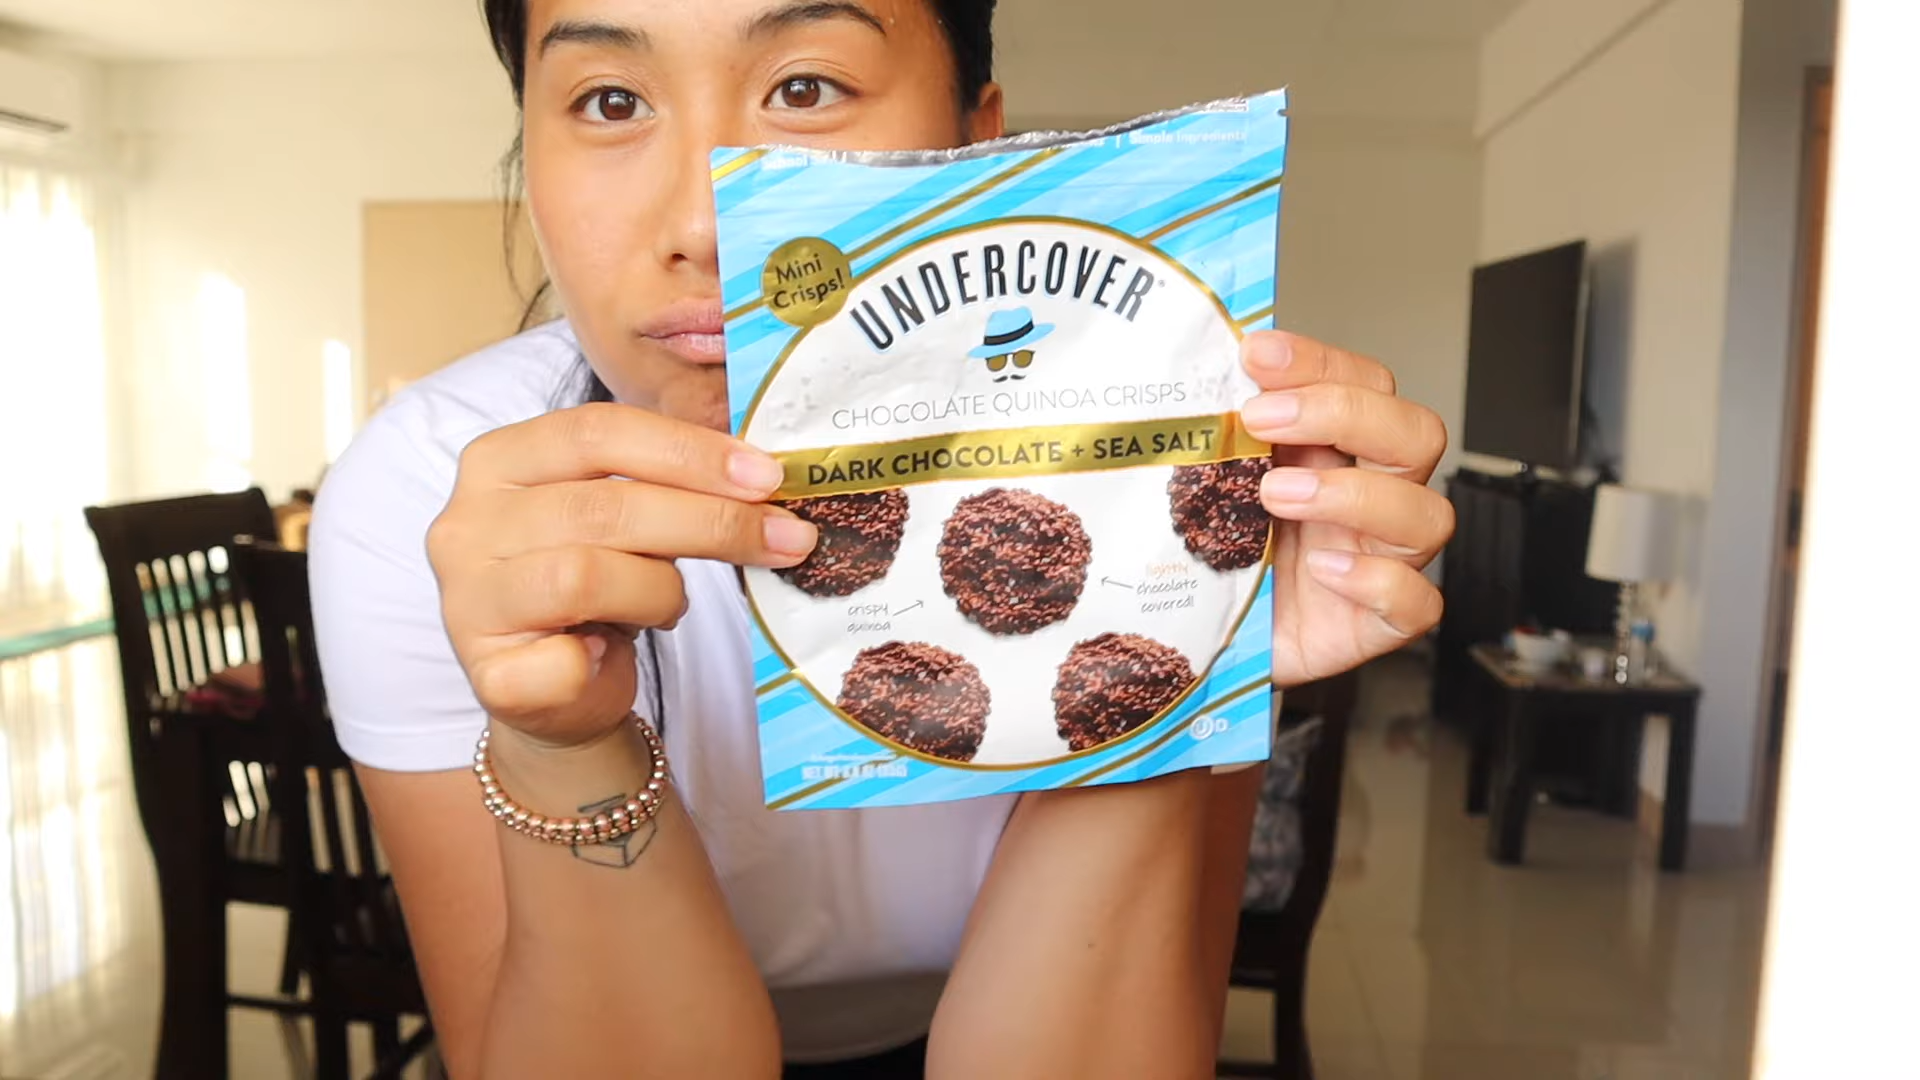 Simple Ingredients
Mini
Crisps!
UNDERCOVER®
CHOCOLATE QUINOA CRISPS
DARK CHOCOLATE + SEA SALT
lightly
chocolate
covered!
crispy
quinoa